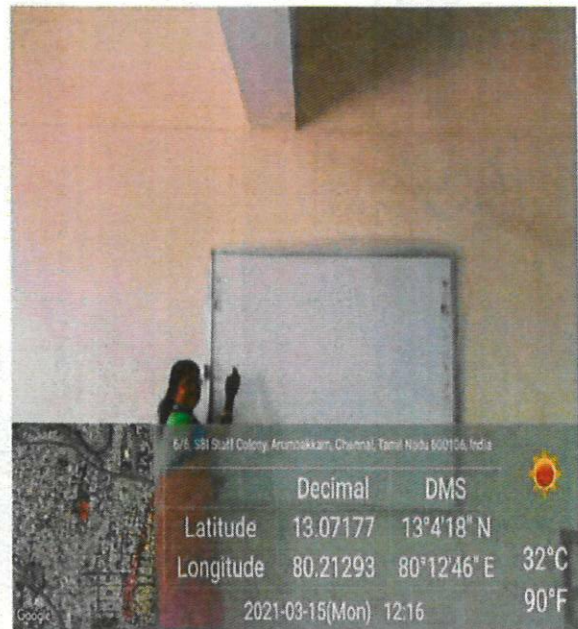 6/6, SBI Staff Colony, Arumbakkam, Chennai, Tamil Nadu 600106, India
Decimal DMS
Latitude 13.07177 13°4'18" N
Longitude 80.21293 80°12'46" E
32°C
90°F
2021-03-15(Mon) 12:16
Google